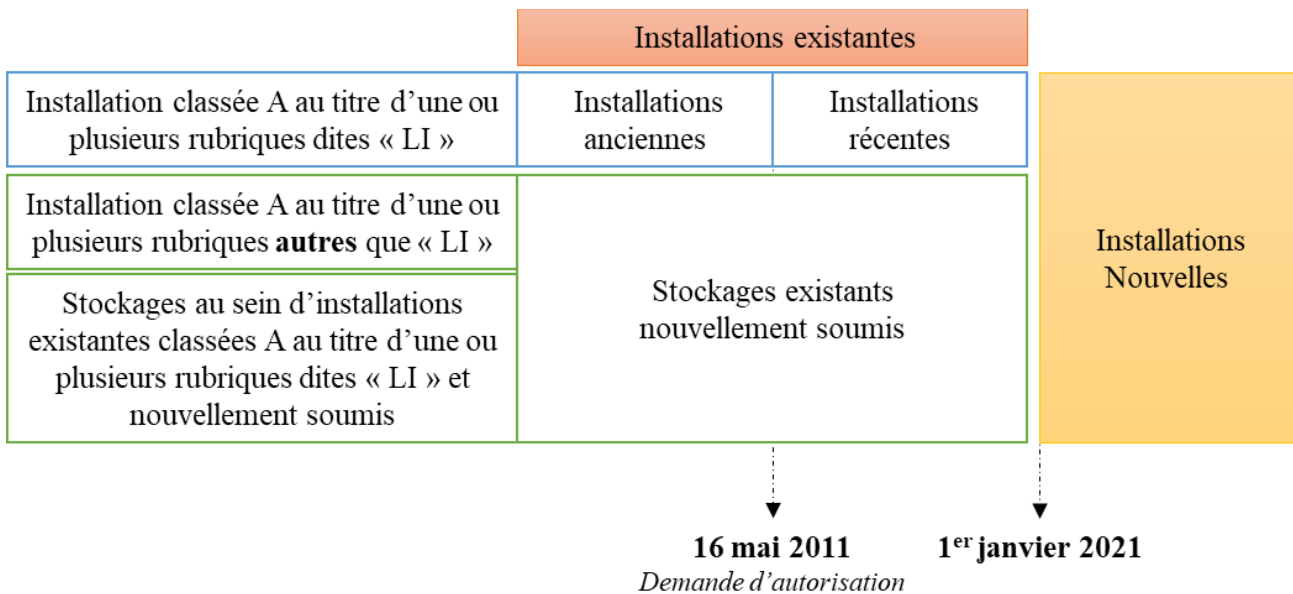 Installations existantes
Installation classée A au titre d’une ou
plusieurs rubriques dites « LI »
Installations
anciennes
Installations
récentes
Installation classée A au titre d’une ou
plusieurs rubriques autres que « LI »
Stockages au sein d’installations
existantes classées A au titre d’une ou
plusieurs rubriques dites « LI » et
nouvellement soumis
Stockages existants
nouvellement soumis
Installations
Nouvelles
16 mai 2011
Demande d’autorisation
1er janvier 2021